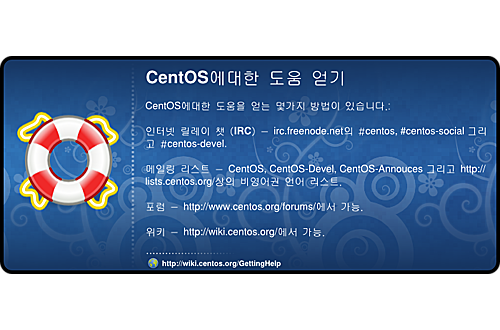 CentOS에대한 도움 얻기
CentOS에대한 도움을 얻는 몇가지 방법이 있습니다.:
인터넷 릴레이 챗 (IRC) – irc.freenode.net의 #centos, #centos-social 그리
고 #centos-devel.
메일링 리스트 – CentOS, CentOS-Devel, CentOS-Annouces 그리고 http://
lists.centos.org/상의 비영어권 언어 리스트.
포럼 – http://www.centos.org/forums/에서 가능.
위키 – http://wiki.centos.org/에서 가능.
http://wiki.centos.org/GettingHelp